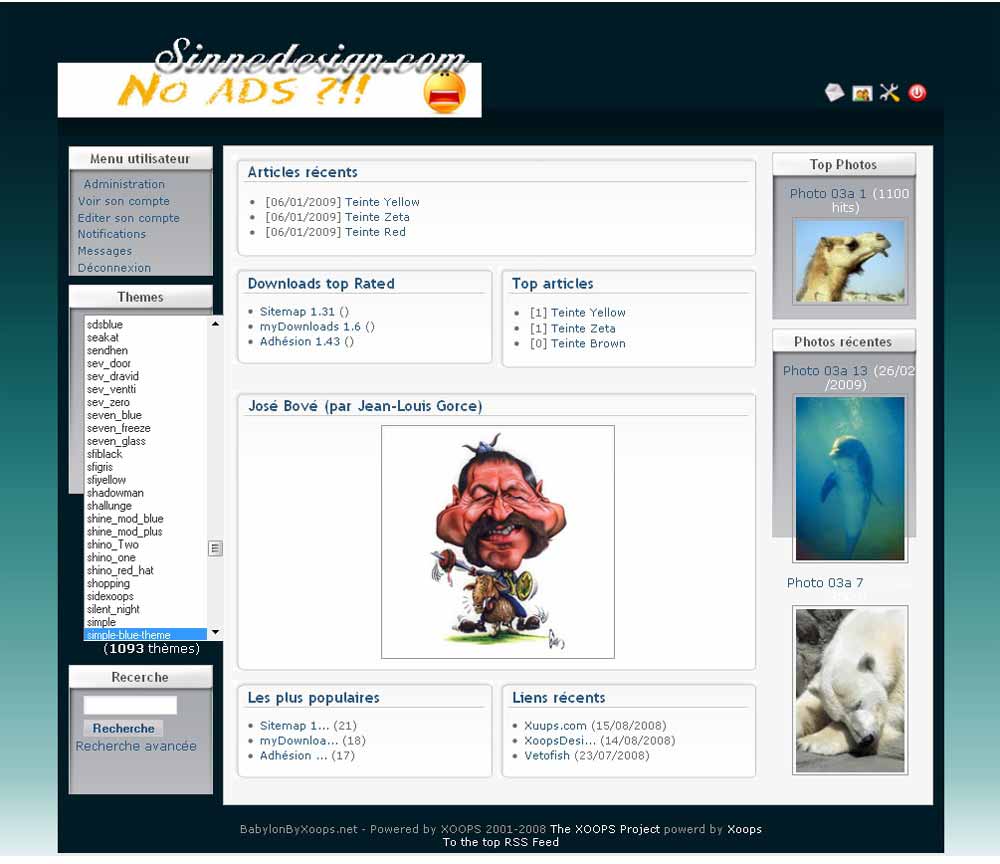 Sinnedesign.com
No ADS ?!!
Menu utilisateur
Administration
Voir son compte
Editer son compte
Notifications
Messages
Déconnexion
Themes
sdsblue
seakat
sendhen
sev_door
sev_dravid
sev_ventti
sev_zero
seven_blue
seven_freeze
seven_glass
sfiblack
sfigris
sfiyellow
shadowman
shallunge
shine_mod_blue
shine_mod_plus
shino_Two
shino_one
shino_red_hat
shopping
sidexoops
silent_night
simple
simple-blue-theme
(1093 thèmes)
Recerche
Recherche
Recherche avancée
Articles récents
[06/01/2009] Teinte Yellow
[06/01/2009] Teinte Zeta
[06/01/2009] Teinte Red
Downloads top Rated
Sitemap 1.31 ()
myDownloads 1.6 ()
Adhésion 1.43 ()
Top articles
[1] Teinte Yellow
[1] Teinte Zeta
[0] Teinte Brown
José Bové (par Jean-Louis Gorce)
Les plus populaires
Sitemap 1... (21)
myDownloa... (18)
Adhésion ... (17)
Liens récents
Xuups.com (15/08/2008)
XoopsDesi... (14/08/2008)
Vetofish (23/07/2008)
Top Photos
Photo 03a 1 (1100
hits)
Photos récentes
Photo 03a 13 (26/02
/2009)
Photo 03a 7
BabylonByXoops.net - Powered by XOOPS 2001-2008 The XOOPS Project powerd by Xoops
To the top RSS Feed